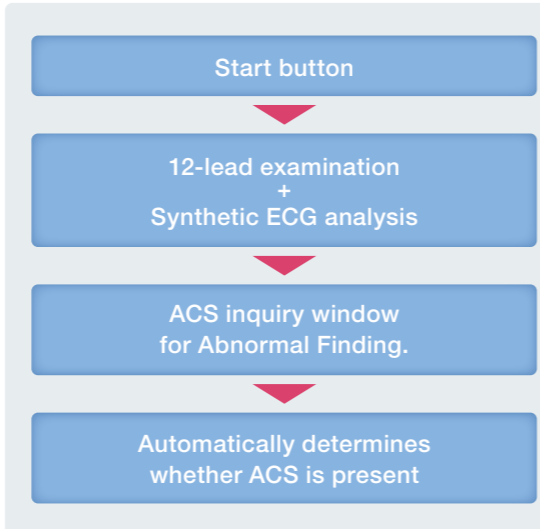 Start button
12-lead examination
+
Synthetic ECG analysis
ACS inquiry window
for Abnormal Finding.
Automatically determines
whether ACS is present